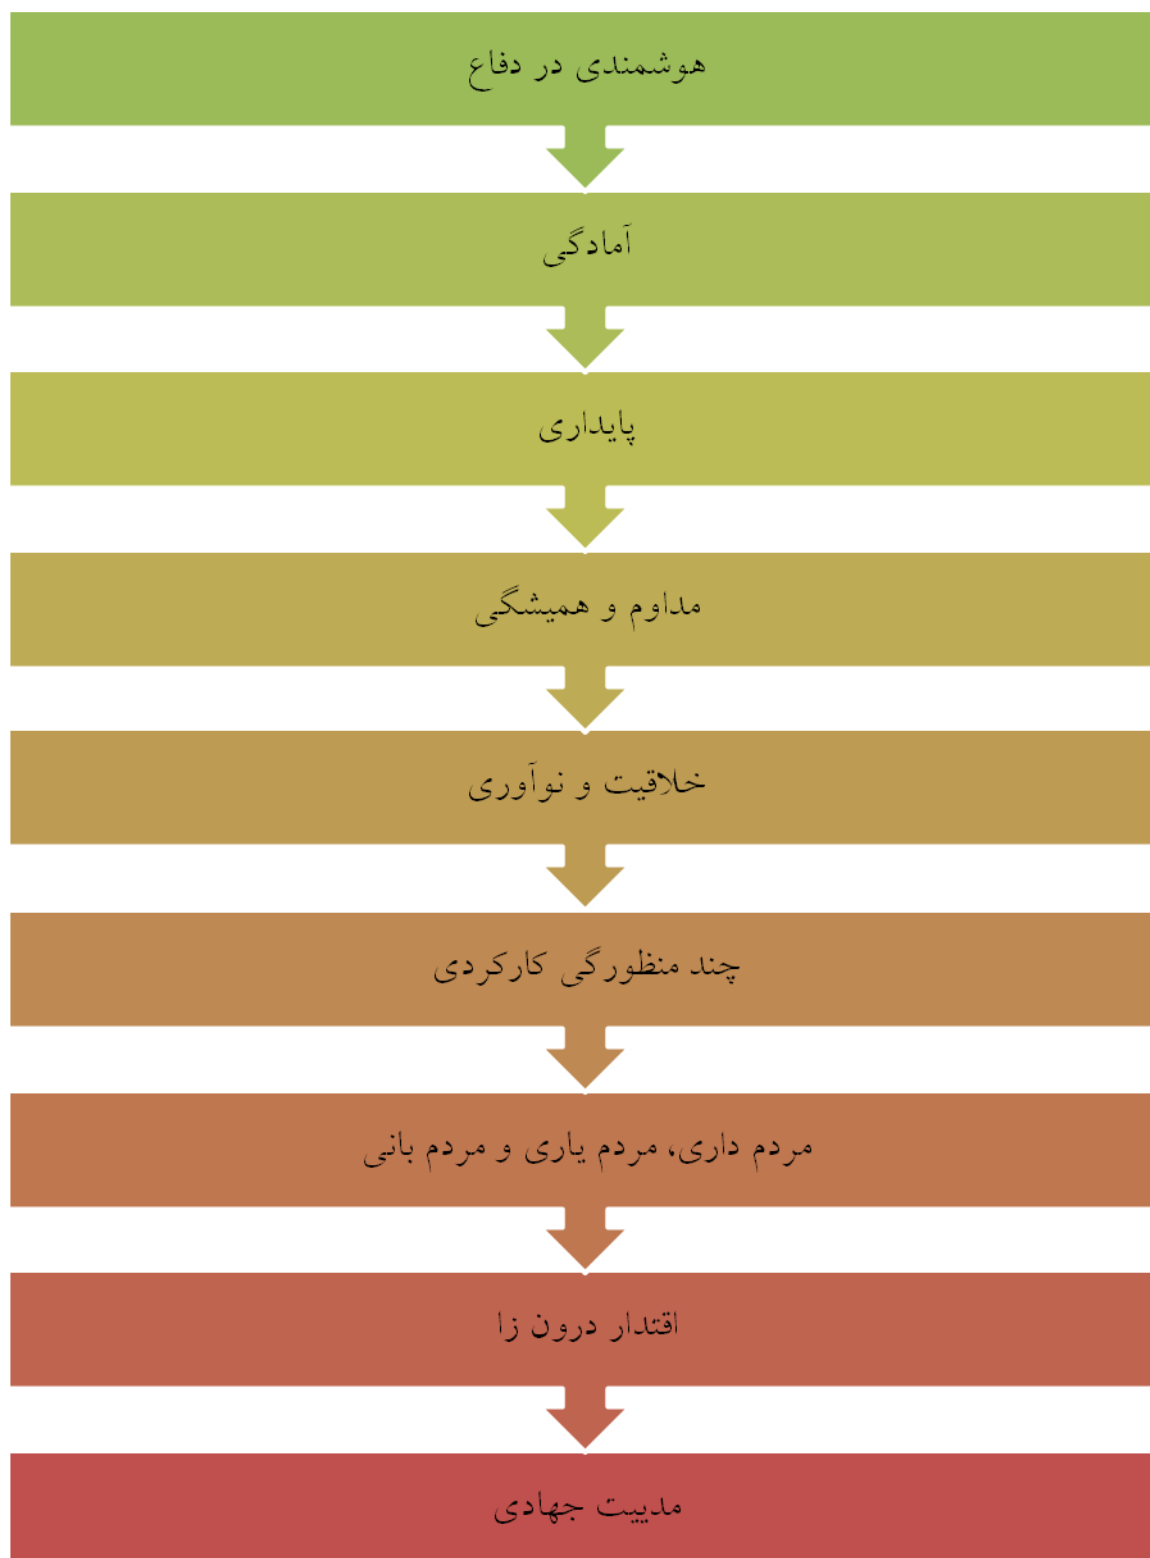 هوشمندی در دفاع
آمادگی
پایداری
مداوم و همیشگی
خلاقیت و نوآوری
چند منظورگی کارکردی
مردم داری، مردم یاری و مردم بانی
اقتدار درون زا
مدییت جهادی